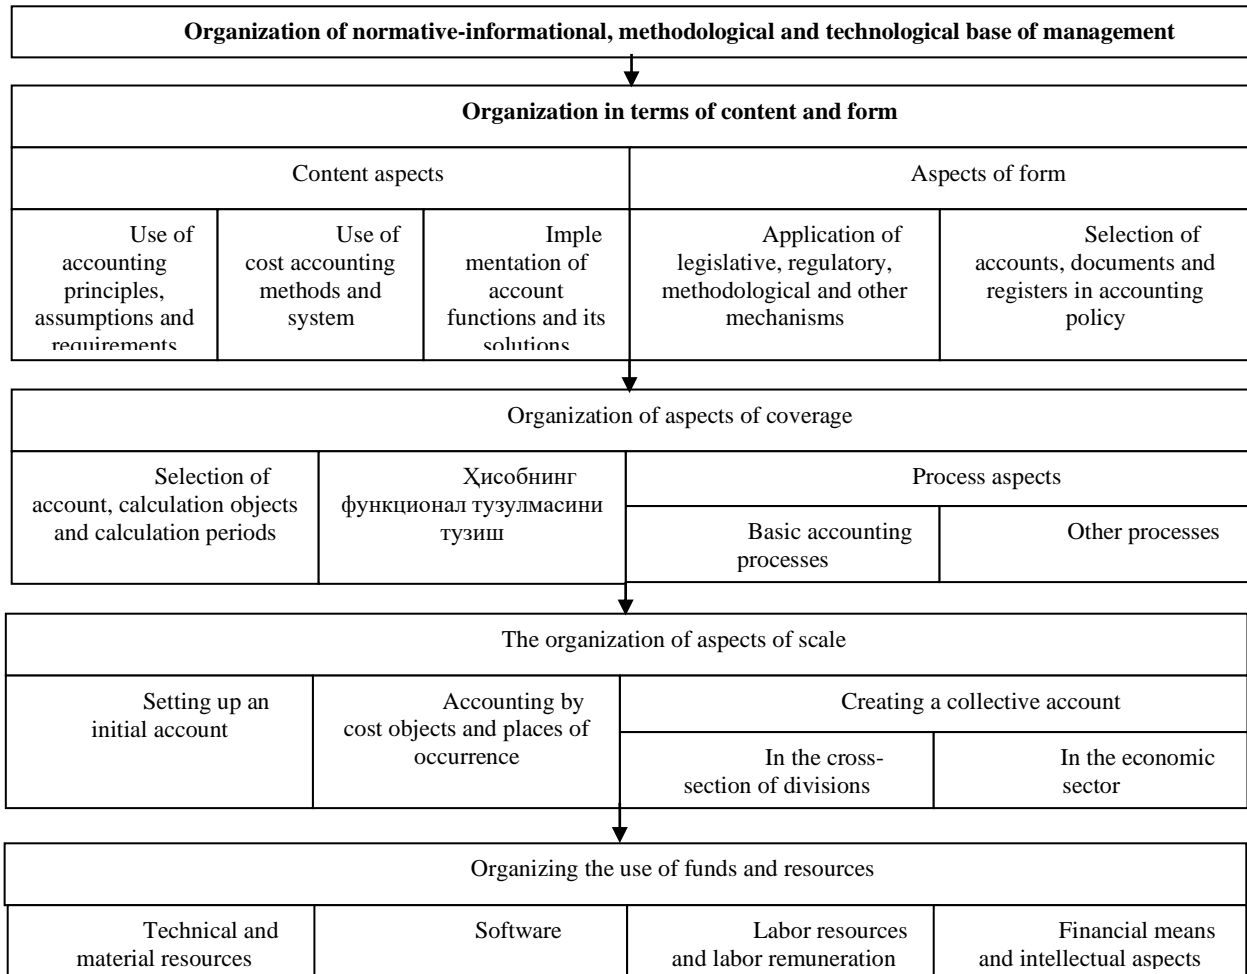 Organization of normative-informational, methodological and technological base of management
Organization in terms of content and form
Content aspects
Aspects of form
Use of
accounting
principles,
assumptions and
requirements
Use of
cost accounting
methods and
system
Imple
mentation of
account
functions and its
solutions
Application of
legislative, regulatory,
methodological and other
mechanisms
Selection of
accounts, documents and
registers in accounting
policy
Organization of aspects of coverage
Selection of
account, calculation objects
and calculation periods
Ҳисобнинг
функционал тузулмасини
тузиш
Process aspects
Basic accounting
processes
Other processes
The organization of aspects of scale
Setting up an
initial account
Accounting by
cost objects and places of
occurrence
Creating a collective account
In the cross-
section of divisions
In the economic
sector
Organizing the use of funds and resources
Technical and
material resources
Software
Labor resources
and labor remuneration
Financial means
and intellectual aspects